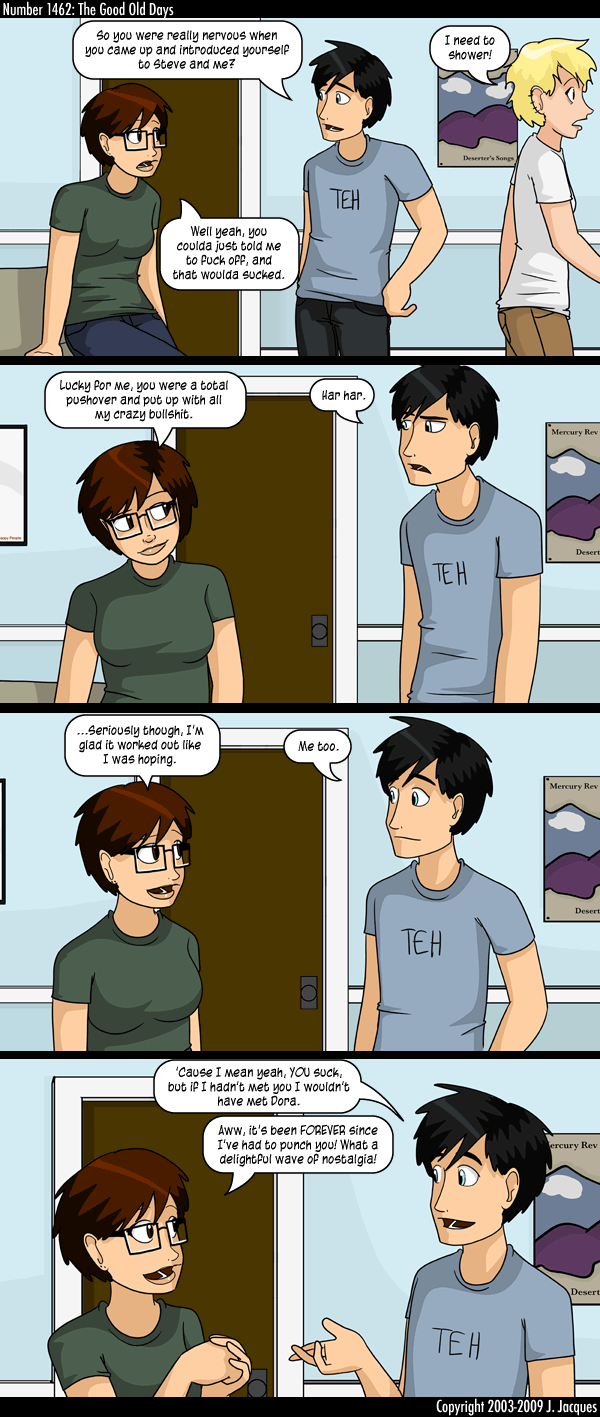 Number 1462: The Good Old Days
So you were really nervous when
you came up and introduced yourself
to Steve and me?
I need to
shower!
Deserter's Songs
TEH
Well yeah, you
coulda just told me
to fuck off, and
that woulda sucked.
Lucky for me, you were a total
pushover and put up with all
my crazy bullshit.
Har har.
Mercury Rev
TEH
Desert
...Seriously though, I'm
glad it worked out like
I was hoping.
Me too.
Mercury Rev
TEH
Desert
'Cause I mean yeah, YOU suck,
but if I hadn't met you I wouldn't
have met Dora.
Aww, it's been FOREVER since
I've had to punch you! What a
delightful wave of nostalgia!
ercury Rev
Desert
TEH
Copyright 2003-2009 J. Jacques